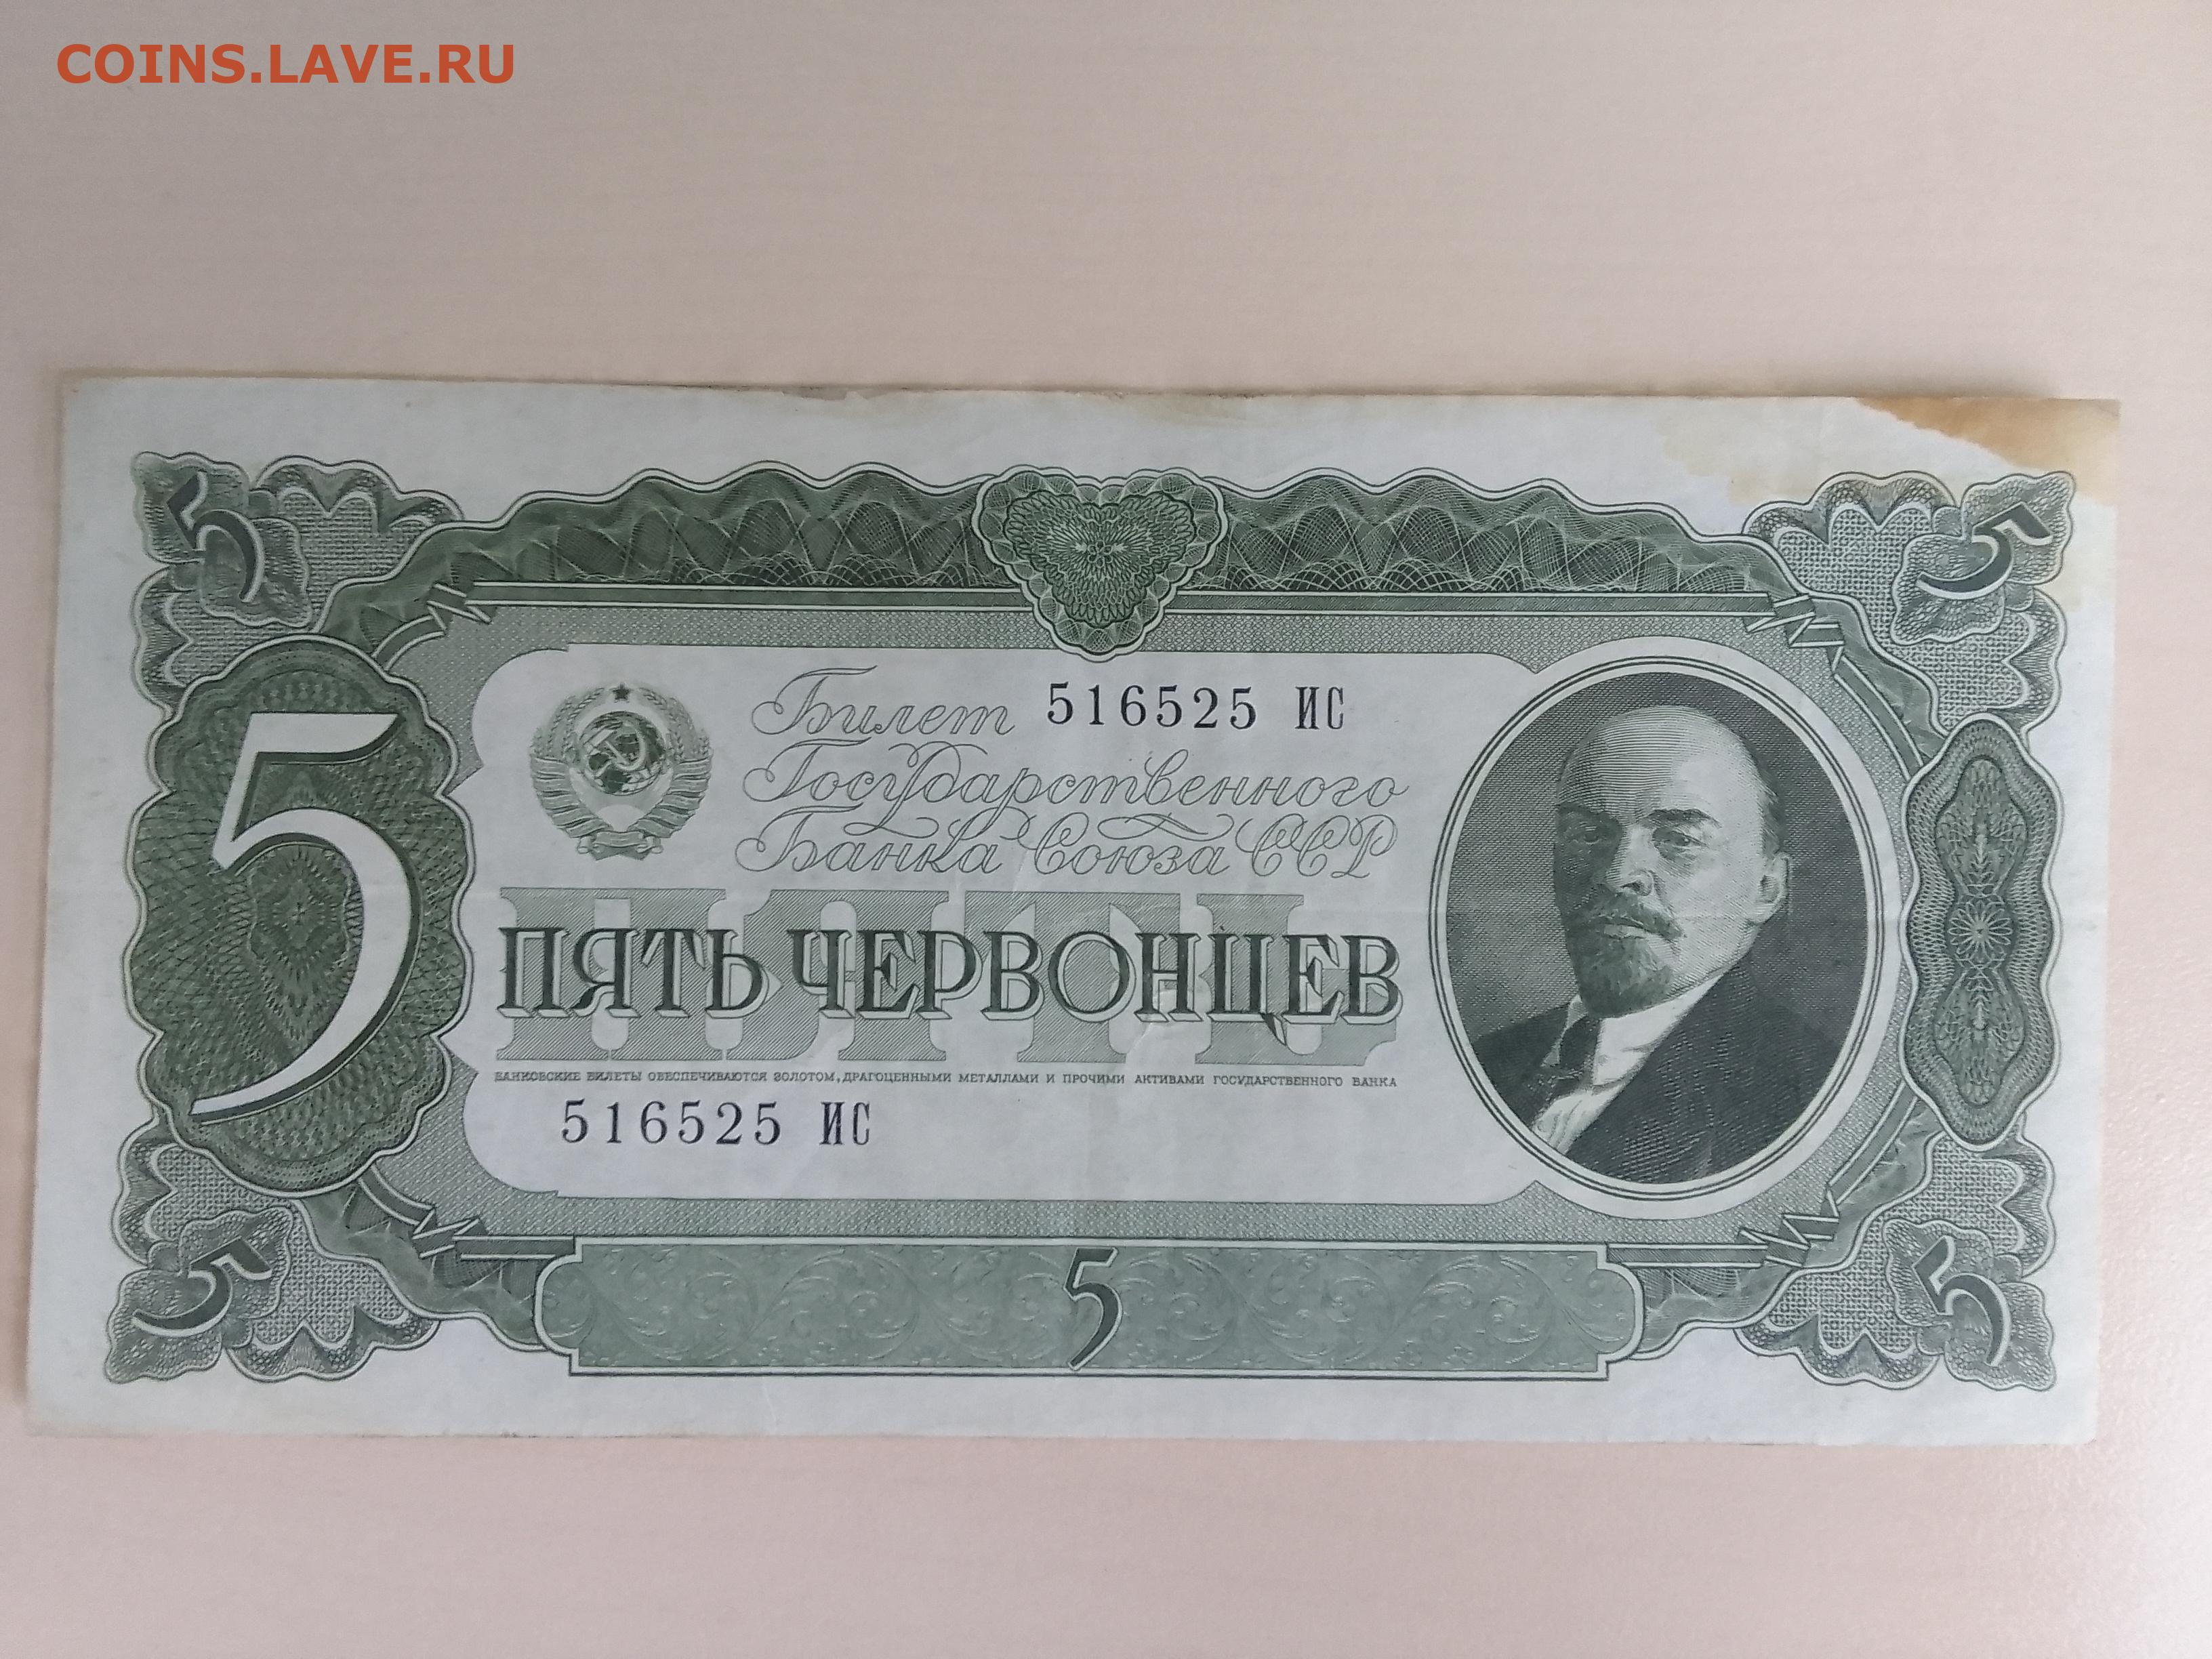 COINS.LAVE.RU
5 5
Билет 516525 ИС
Государственного
Банка Союза ССР
5
ПЯТЬ
ПЯТЬ ЧЕРВОНЦЕВ
БАНКОВСКИЕ БИЛЕТЫ ОБЕСПЕЧИВАЮТСЯ ЗОЛОТОМ, ДРАГОЦЕННЫМИ МЕТАЛЛАМИ И ПРОЧИМИ АКТИВАМИ ГОСУДАРСТВЕННОГО БАНКА
516525 ИС
5 5 5